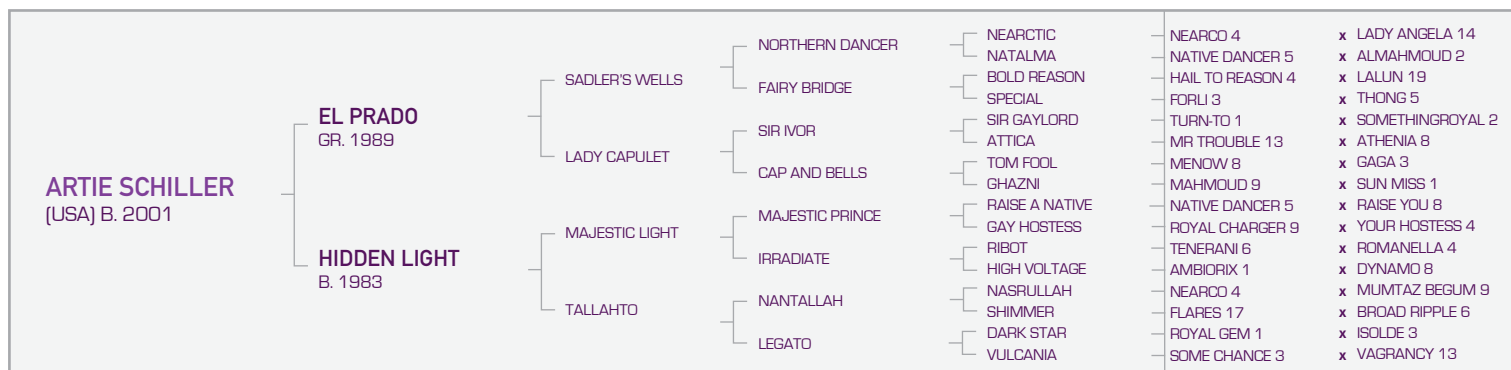 ARTIE SCHILLER
(USA) B. 2001
EL PRADO
GR. 1989
HIDDEN LIGHT
B. 1983
SADLER'S WELLS
LADY CAPULET
MAJESTIC LIGHT
TALLAHTO
NORTHERN DANCER
FAIRY BRIDGE
SIR IVOR
CAP AND BELLS
MAJESTIC PRINCE
IRRADIATE
NANTALLAH
LEGATO
NEARCTIC
NATALMA
BOLD REASON
SPECIAL
SIR GAYLORD
ATTICA
TOM FOOL
GHAZNI
RAISE A NATIVE
GAY HOSTESS
RIBOT
HIGH VOLTAGE
NASRULLAH
SHIMMER
DARK STAR
VULCANIA
NEARCO 4 x LADY ANGELA 14
NATIVE DANCER 5 x ALMAHMOUD 2
HAIL TO REASON 4 x LALUN 19
FORLI 3 x THONG 5
TURN-TO 1 x SOMETHINGROYAL 2
MR TROUBLE 13 x ATHENIA 8
MENOW 8 x GAGA 3
MAHMOUD 9 x SUN MISS 1
NATIVE DANCER 5 x RAISE YOU 8
ROYAL CHARGER 9 x YOUR HOSTESS 4
TENERANI 6 x ROMANELLA 4
AMBIORIX 1 x DYNAMO 8
NEARCO 4 x MUMTAZ BEGUM 9
FLARES 17 x BROAD RIPPLE 6
ROYAL GEM 1 x ISOLDE 3
SOME CHANCE 3 x VAGRANCY 13